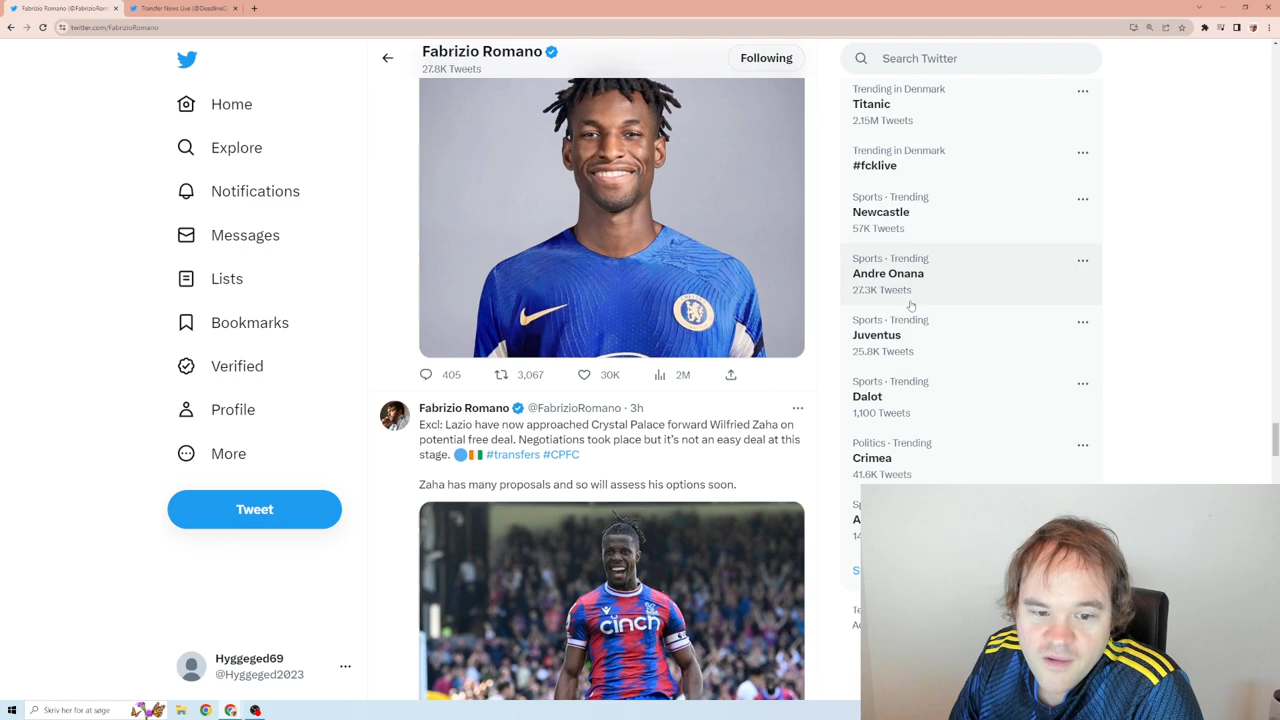 Fabrizio Romano (@FabrizioRoma
Transfer News Live (@DeadlineDa
twitter.com/FabrizioRomano
Home
Explore
Notifications
Messages
Lists
Bookmarks
Verified
Profile
More
Tweet
Hyggeged69
@Hyggeged2023
Fabrizio Romano
27.8K Tweets
Following
405
3,067
30K
2M
Fabrizio Romano @FabrizioRomano · 3h
Excl: Lazio have now approached Crystal Palace forward Wilfried Zaha on
potential free deal. Negotiations took place but it’s not an easy deal at this
stage. #transfers #CPFC
Zaha has many proposals and so will assess his options soon.
cinch
Search Twitter
Trending in Denmark
Titanic
2.15M Tweets
Trending in Denmark
#fcklive
Sports · Trending
Newcastle
57K Tweets
Sports · Trending
Andre Onana
27.3K Tweets
Sports · Trending
Juventus
25.8K Tweets
Sports · Trending
Dalot
1,100 Tweets
Politics · Trending
Crimea
41.6K Tweets
Skriv her for at søge